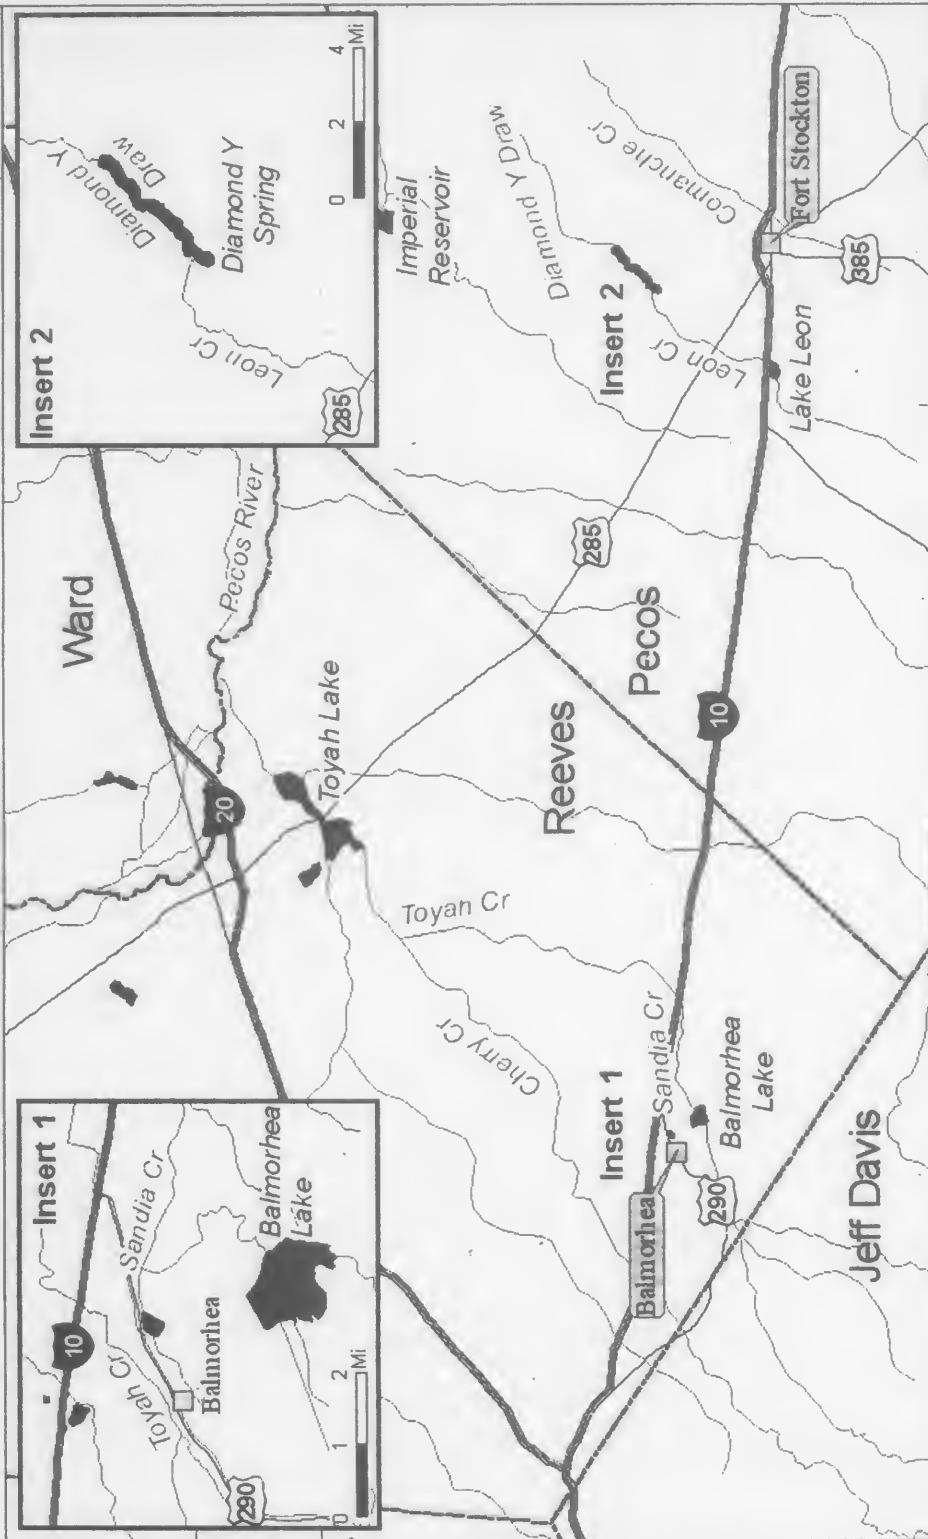 Insert 1
10
Sandia Cr
Toyah Cr
Balmorhea
Balmorhea
Lake
290
0 1 2
Mi
Ward
Pecos River
20
Toyah Lake
Toyah Cr
Cherry Cr
Reeves
Pecos
285
10
Insert 1
Sandia Cr
Balmorhea
Balmorhea
Lake
290
Jeff Davis
Insert 2
Diamond Y
Draw
Diamond Y
Spring
Leon Cr
285
0 2 4
Mi
Imperial
Reservoir
Diamond Y Draw
Comanche Cr
Insert 2
Leon Cr
Lake Leon
Fort Stockton
385